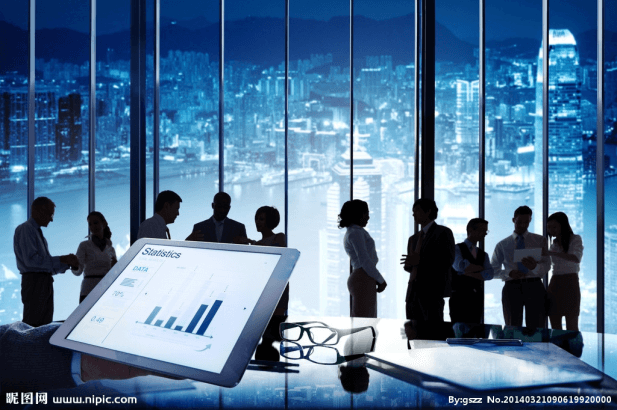 Statistics
DATA
昵图网 www.nipic.com
By:gszz No.20140321090619920000